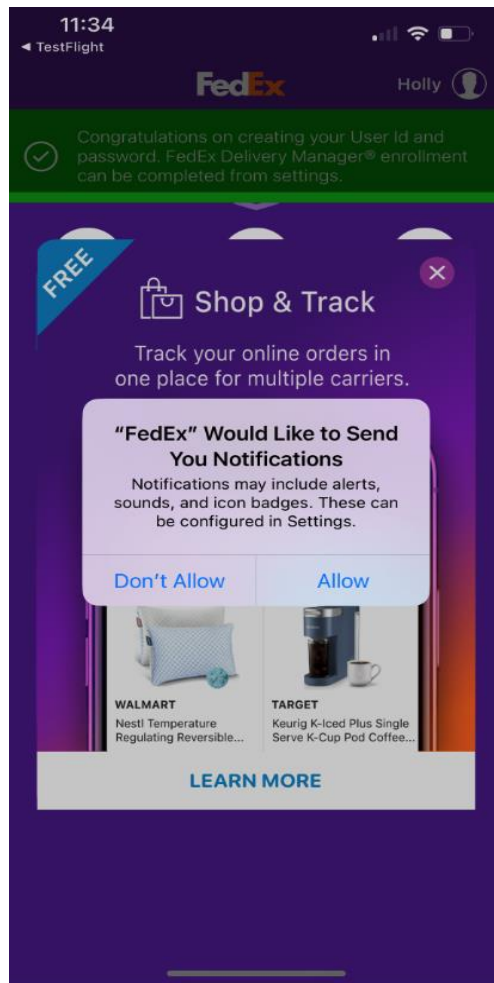 11:34
◀ TestFlight
FedEx
Holly
Congratulations on creating your User Id and
password. FedEx Delivery Manager® enrollment
can be completed from settings.
FREE
Shop & Track
Track your online orders in
one place for multiple carriers.
“FedEx” Would Like to Send
You Notifications
Notifications may include alerts,
sounds, and icon badges. These can
be configured in Settings.
Don’t Allow
Allow
WALMART
Nestl Temperature
Regulating Reversible...
TARGET
Keurig K-Iced Plus Single
Serve K-Cup Pod Coffee...
LEARN MORE